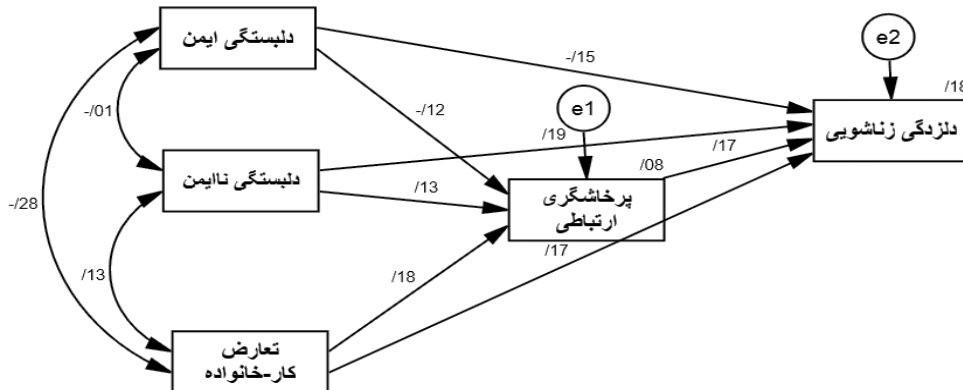 دلبستگی ایمن
e2
-/15
/18
-/01
-/12
e1
دلزدگی زناشویی
/19
/17
دلبستگی ناایمن
/13
/08
پرخاشگری
ارتباطی
-/28
/13
/18
/17
تعارض
کار-خانواده